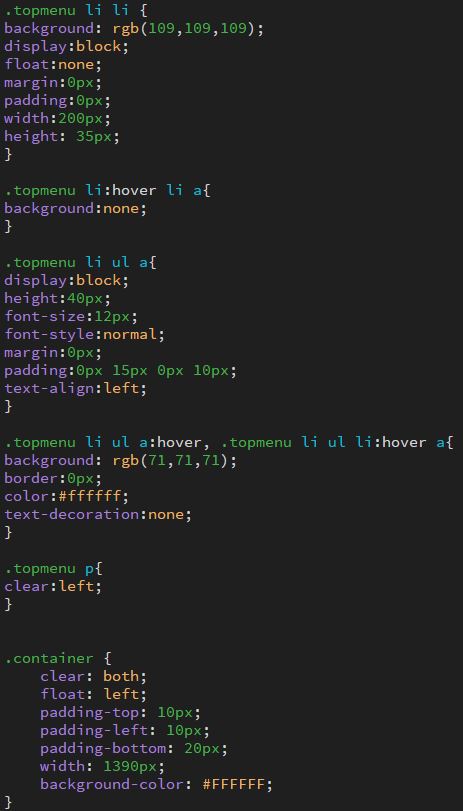 .topmenu li li {
background: rgb(109,109,109);
display:block;
float:none;
margin:0px;
padding:0px;
width:200px;
height: 35px;
}

.topmenu li:hover li a{
background:none;
}

.topmenu li ul a{
display:block;
height:40px;
font-size:12px;
font-style:normal;
margin:0px;
padding:0px 15px 0px 10px;
text-align:left;
}

.topmenu li ul a:hover, .topmenu li ul li:hover a{
background: rgb(71,71,71);
border:0px;
color:#ffffff;
text-decoration:none;
}

.topmenu p{
clear:left;
}


.container {
    clear: both;
    float: left;
    padding-top: 10px;
    padding-left: 10px;
    padding-bottom: 20px;
    width: 1390px;
    background-color: #FFFFFF;
}